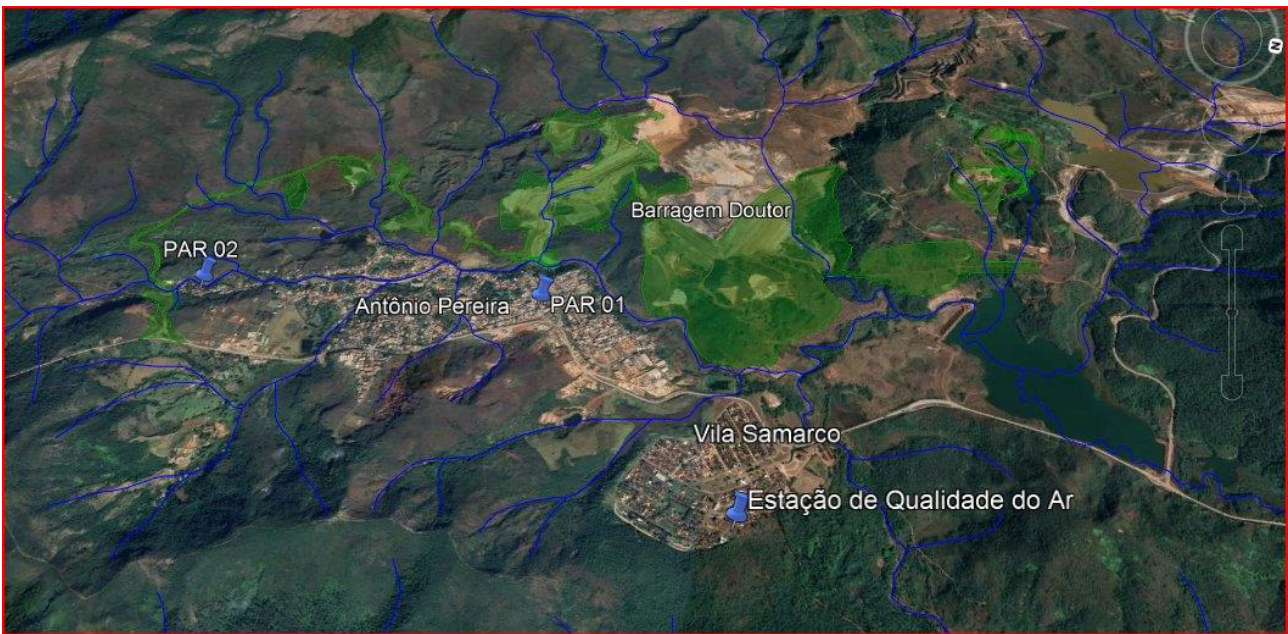 N
Barragem Doutor
PAR 02
Antônio Pereira
PAR 01
Vila Samarco
Estação de Qualidade do Ar